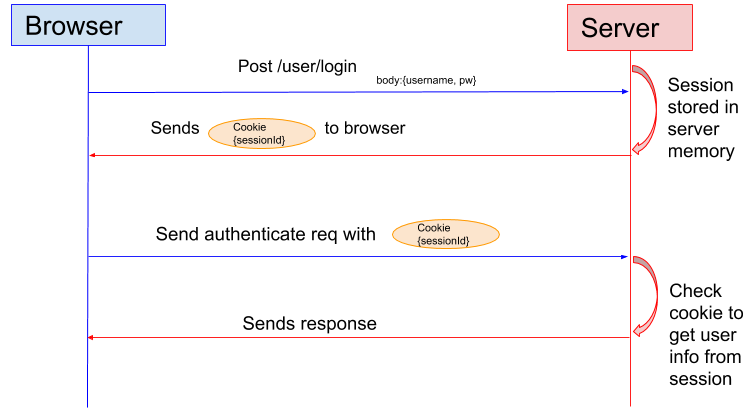 Browser
Server
Post /user/login
body:{username, pw}
Session
stored in
server
memory
Sends Cookie {sessionId} to browser
Send authenticate req with Cookie {sessionId}
Check
cookie to
get user
info from
session
Sends response